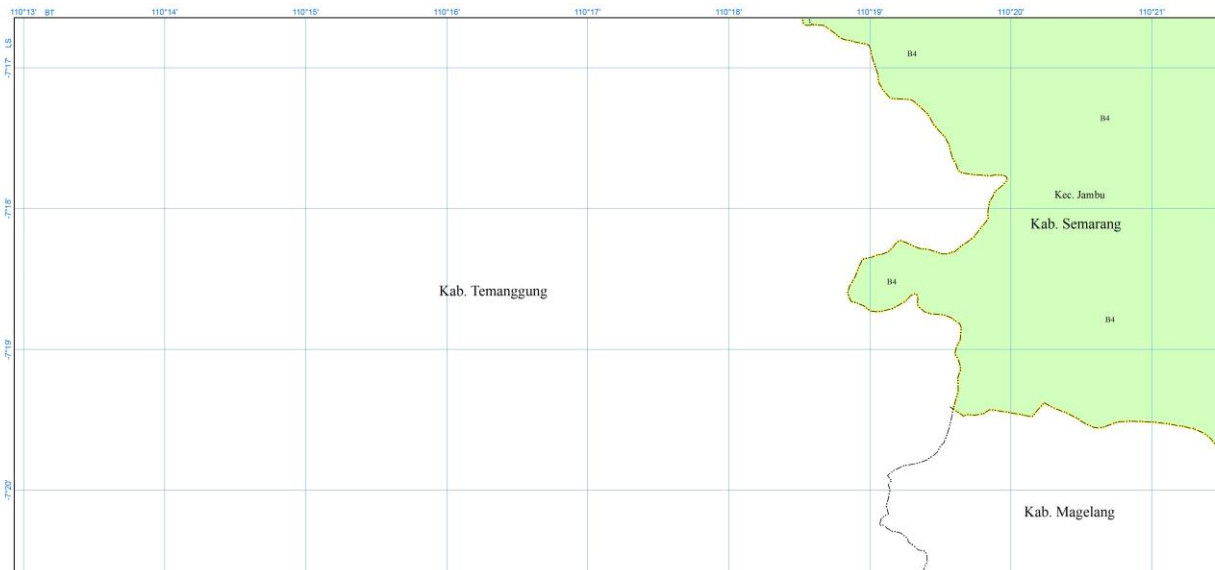 110°13' BT 110°14' 110°15' 110°16' 110°17' 110°18' 110°19' 110°20' 110°21'
LS
-7°17'
B4
B4
Kec. Jambu
-7°18'
Kab. Semarang
B4
Kab. Temanggung
B4
-7°19'
-7°20'
Kab. Magelang